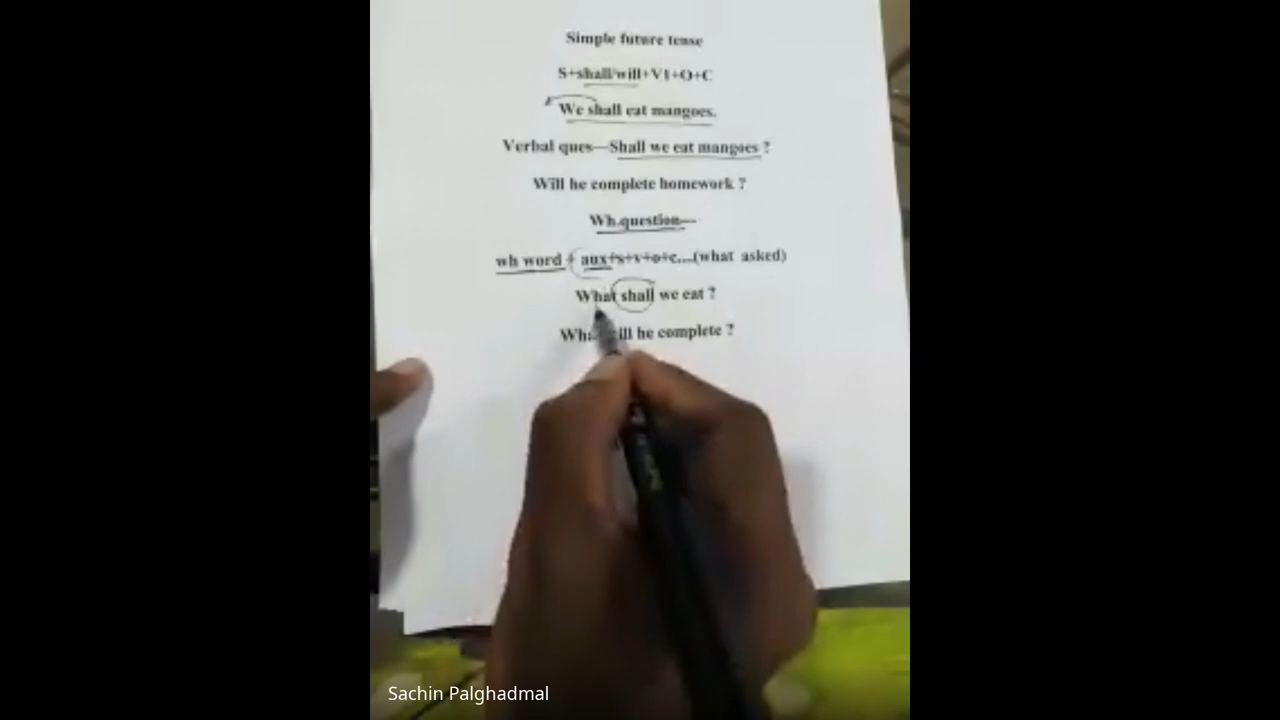 Simple future tense
S+shall/will+V1+O+C
We shall eat mangoes.
Verbal ques—Shall we eat mangoes ?
Will he complete homework ?
Wh.question—
wh word + aux+s+v+o+c....(what asked)
What shall we eat ?
he complete ?
Sachin Palghadmal